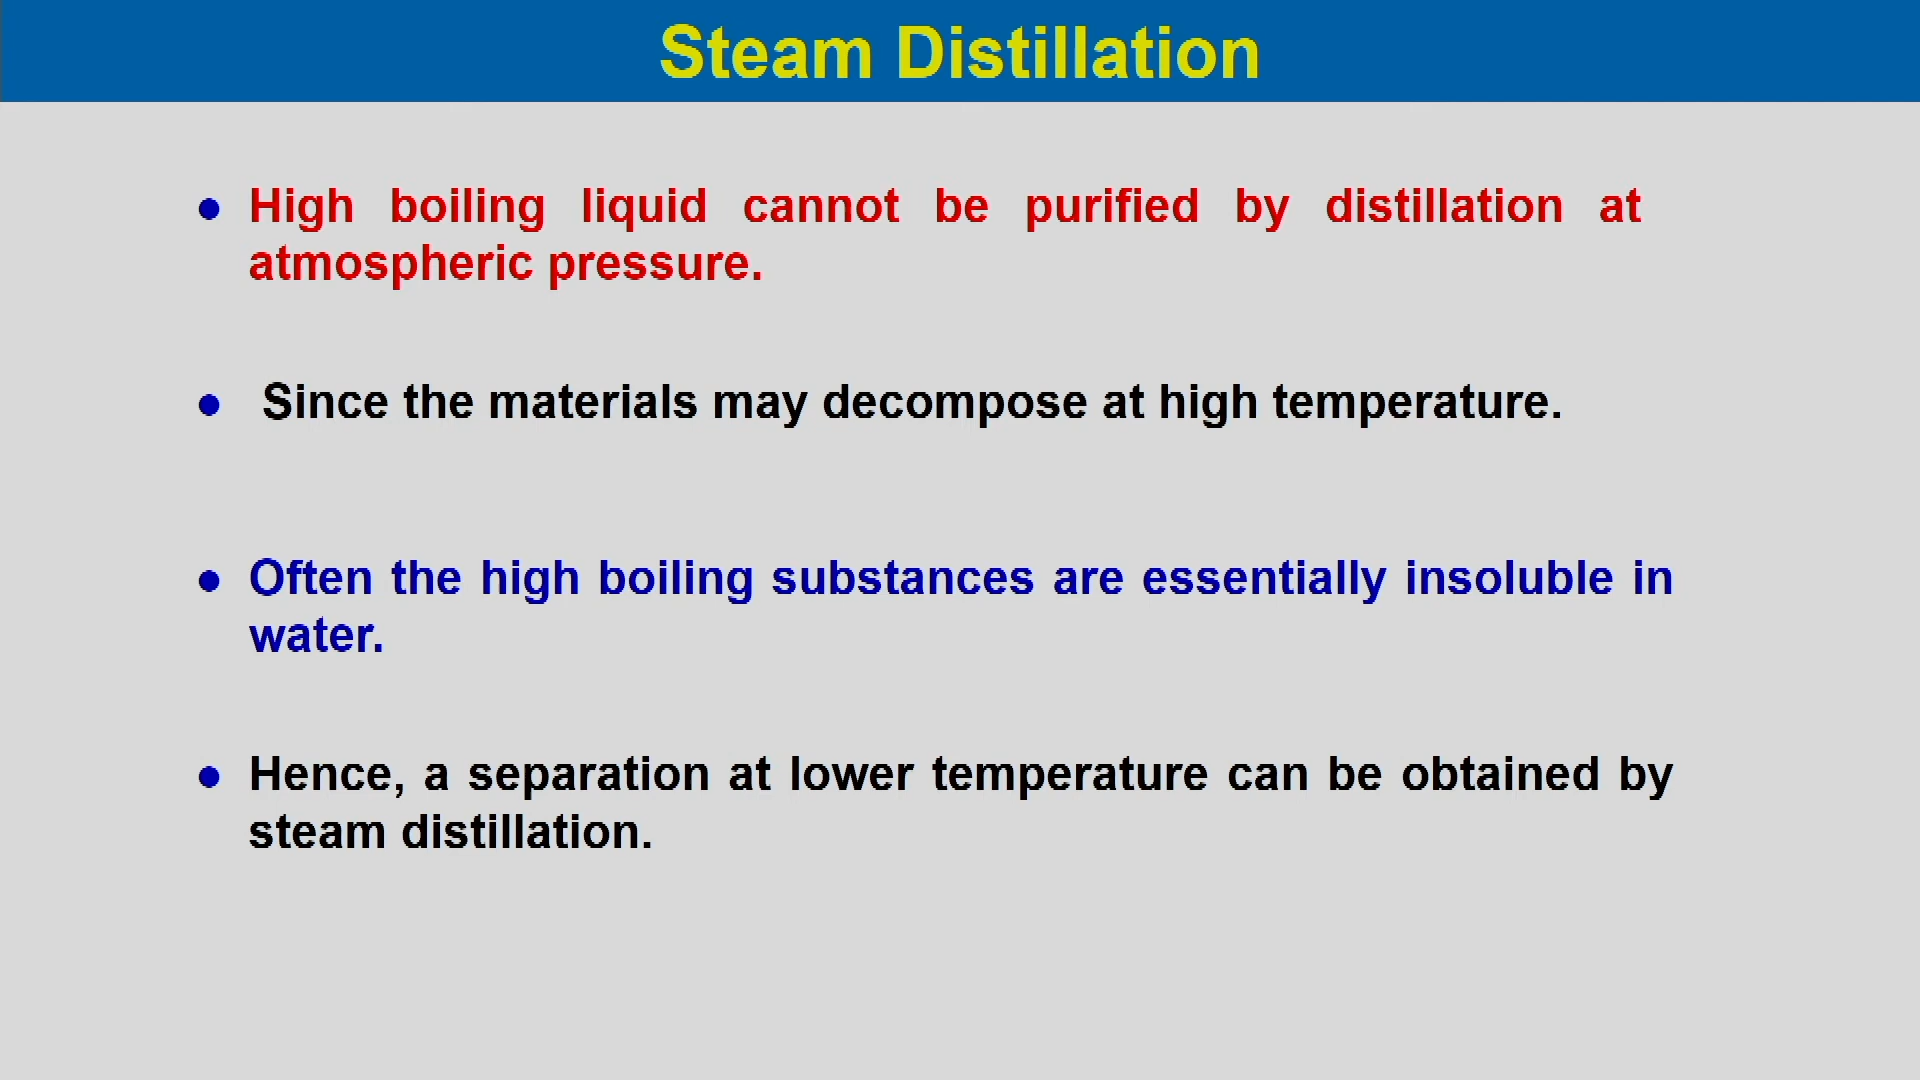 Steam Distillation
● High boiling liquid cannot be purified by distillation at
atmospheric pressure.
● Since the materials may decompose at high temperature.
● Often the high boiling substances are essentially insoluble in
water.
● Hence, a separation at lower temperature can be obtained by
steam distillation.